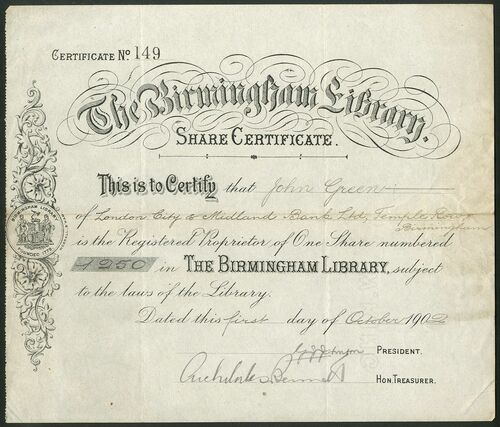 CERTIFICATE No 149
The Birmingham Library.
SHARE CERTIFICATE.
This is to Certify that John Green
of London City & Midland Bank Ltd, Temple Row
Birmingham
is the Registered Proprietor of One Share numbered
1250 in THE BIRMINGHAM LIBRARY, subject
to the laws of the Library.
Dated this first day of October 1902
PRESIDENT.
HON. TREASURER.